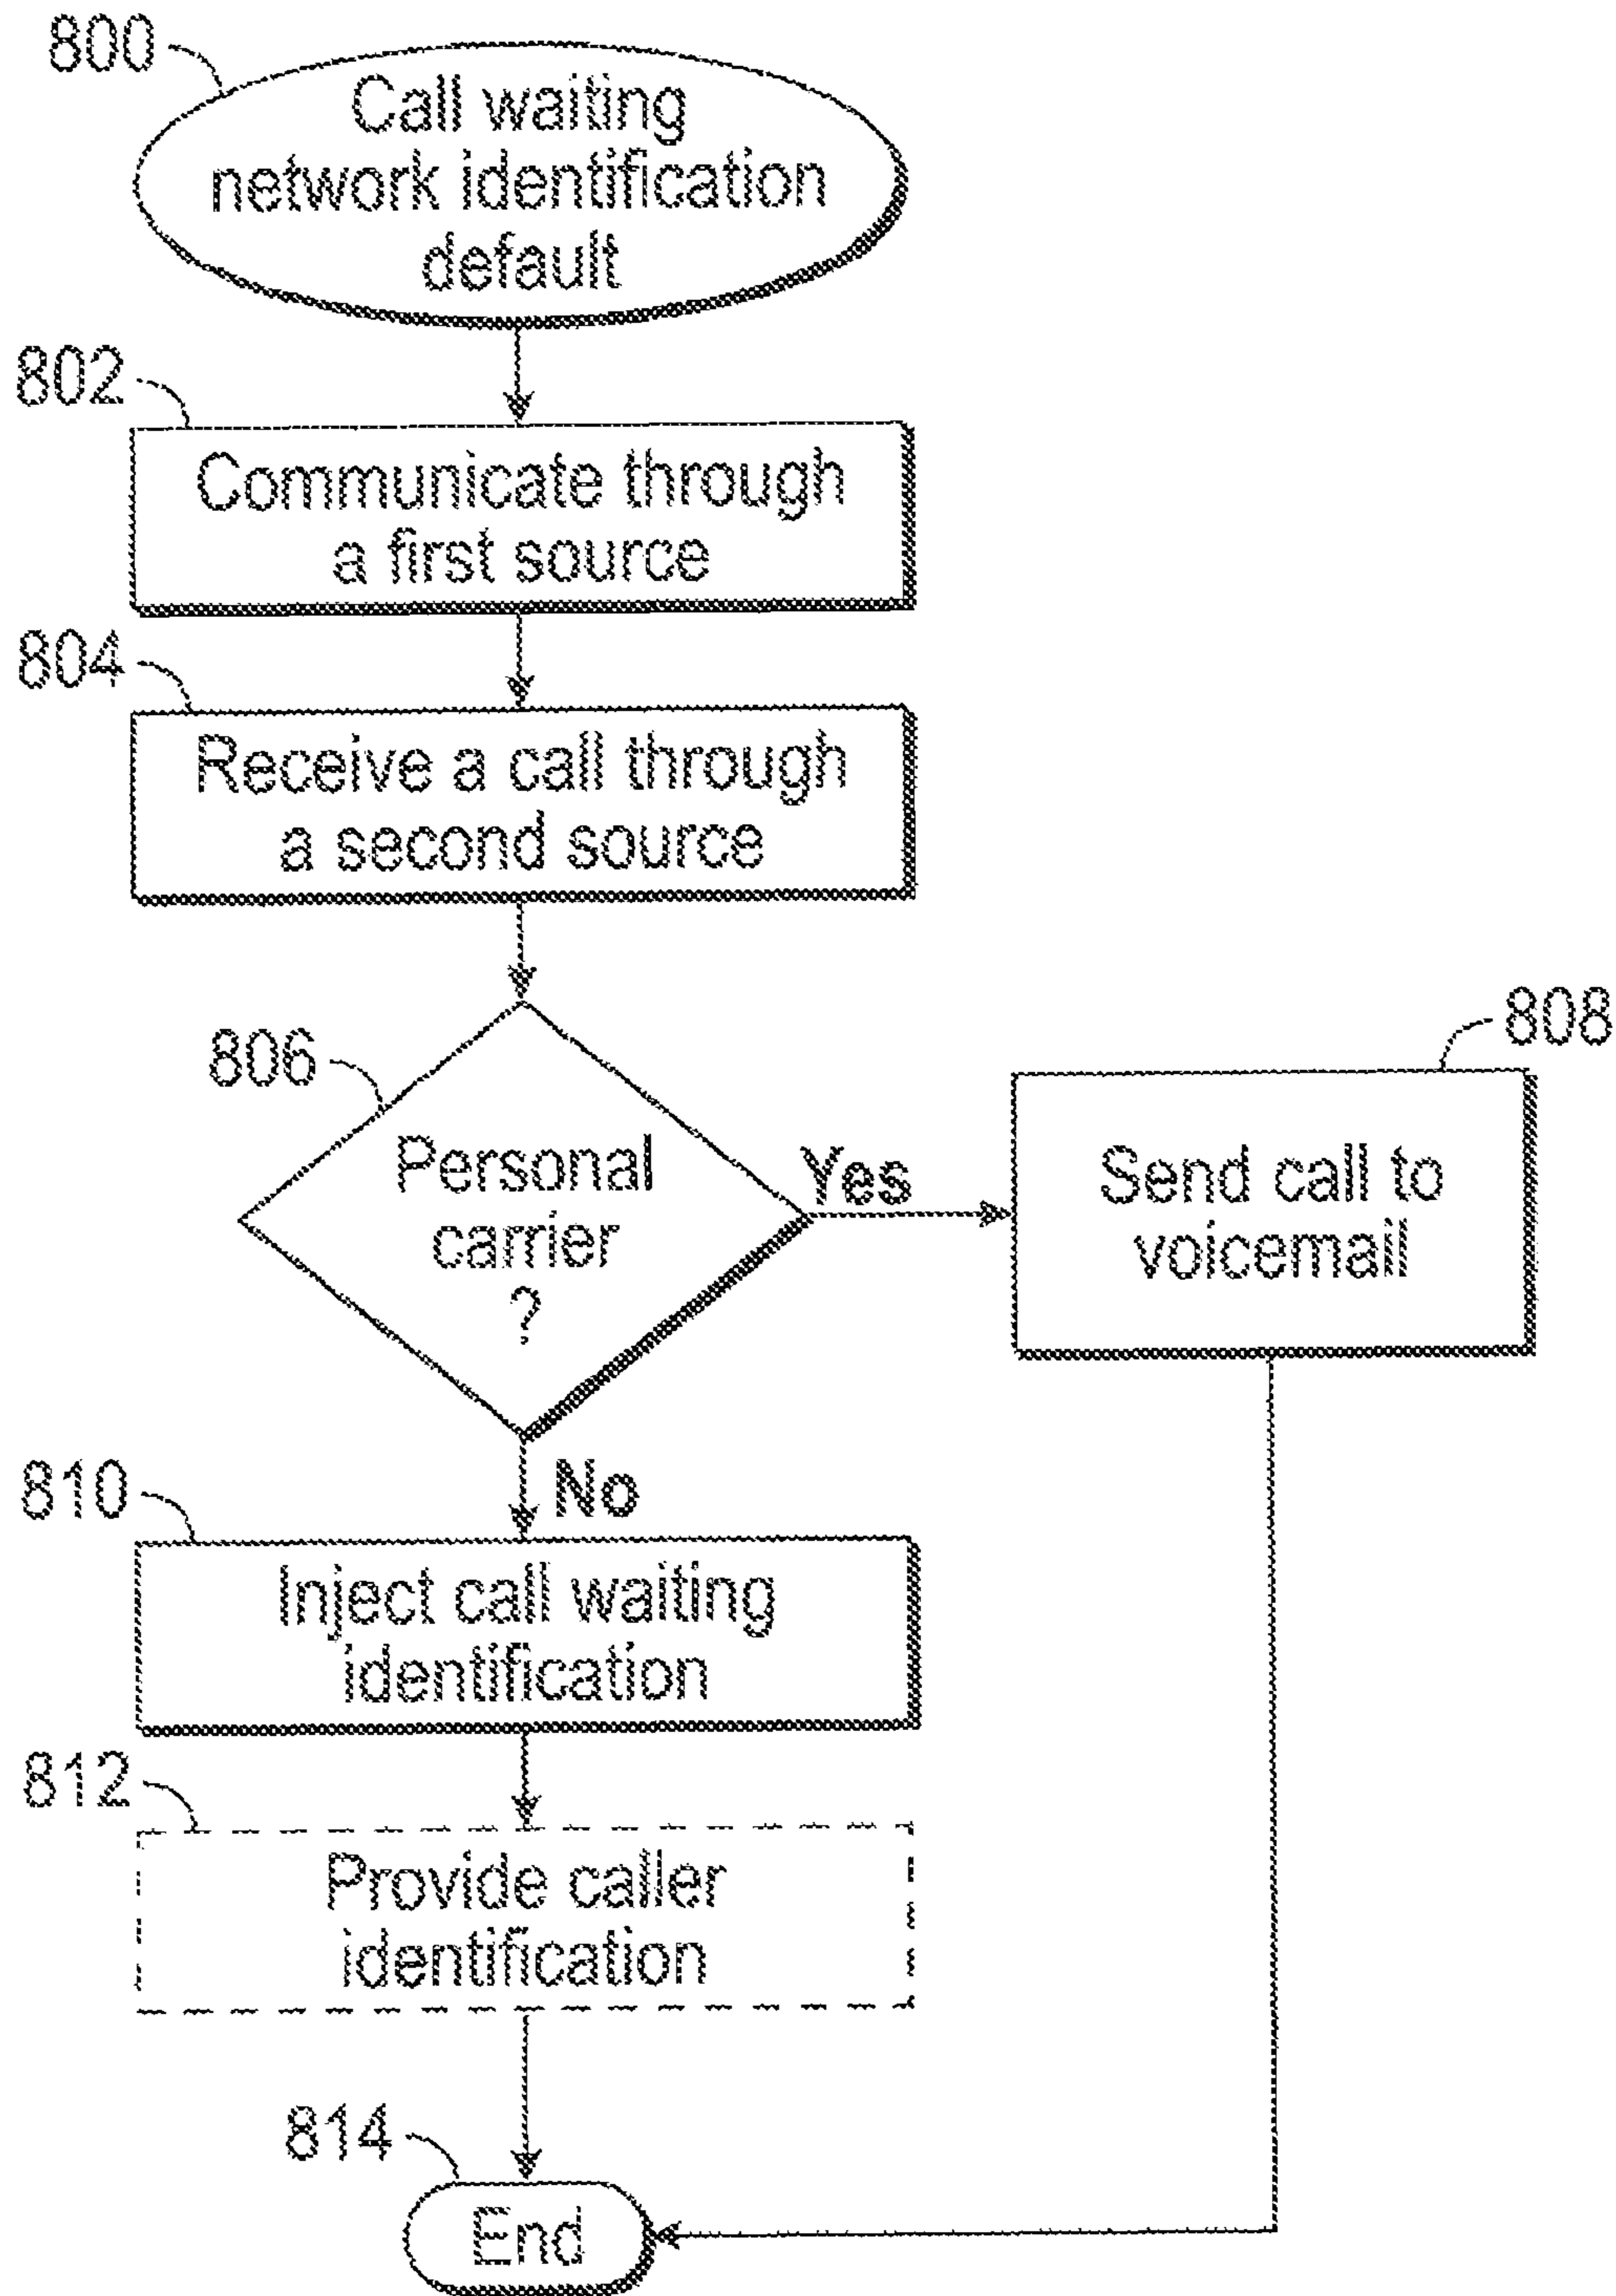 800
Call waiting
network identification
default
802
Communicate through
a first source
804
Receive a call through
a second source
806
Personal
carrier
?
Yes
808
Send call to
voicemail
No
810
Inject call waiting
identification
812
Provide caller
identification
814
End